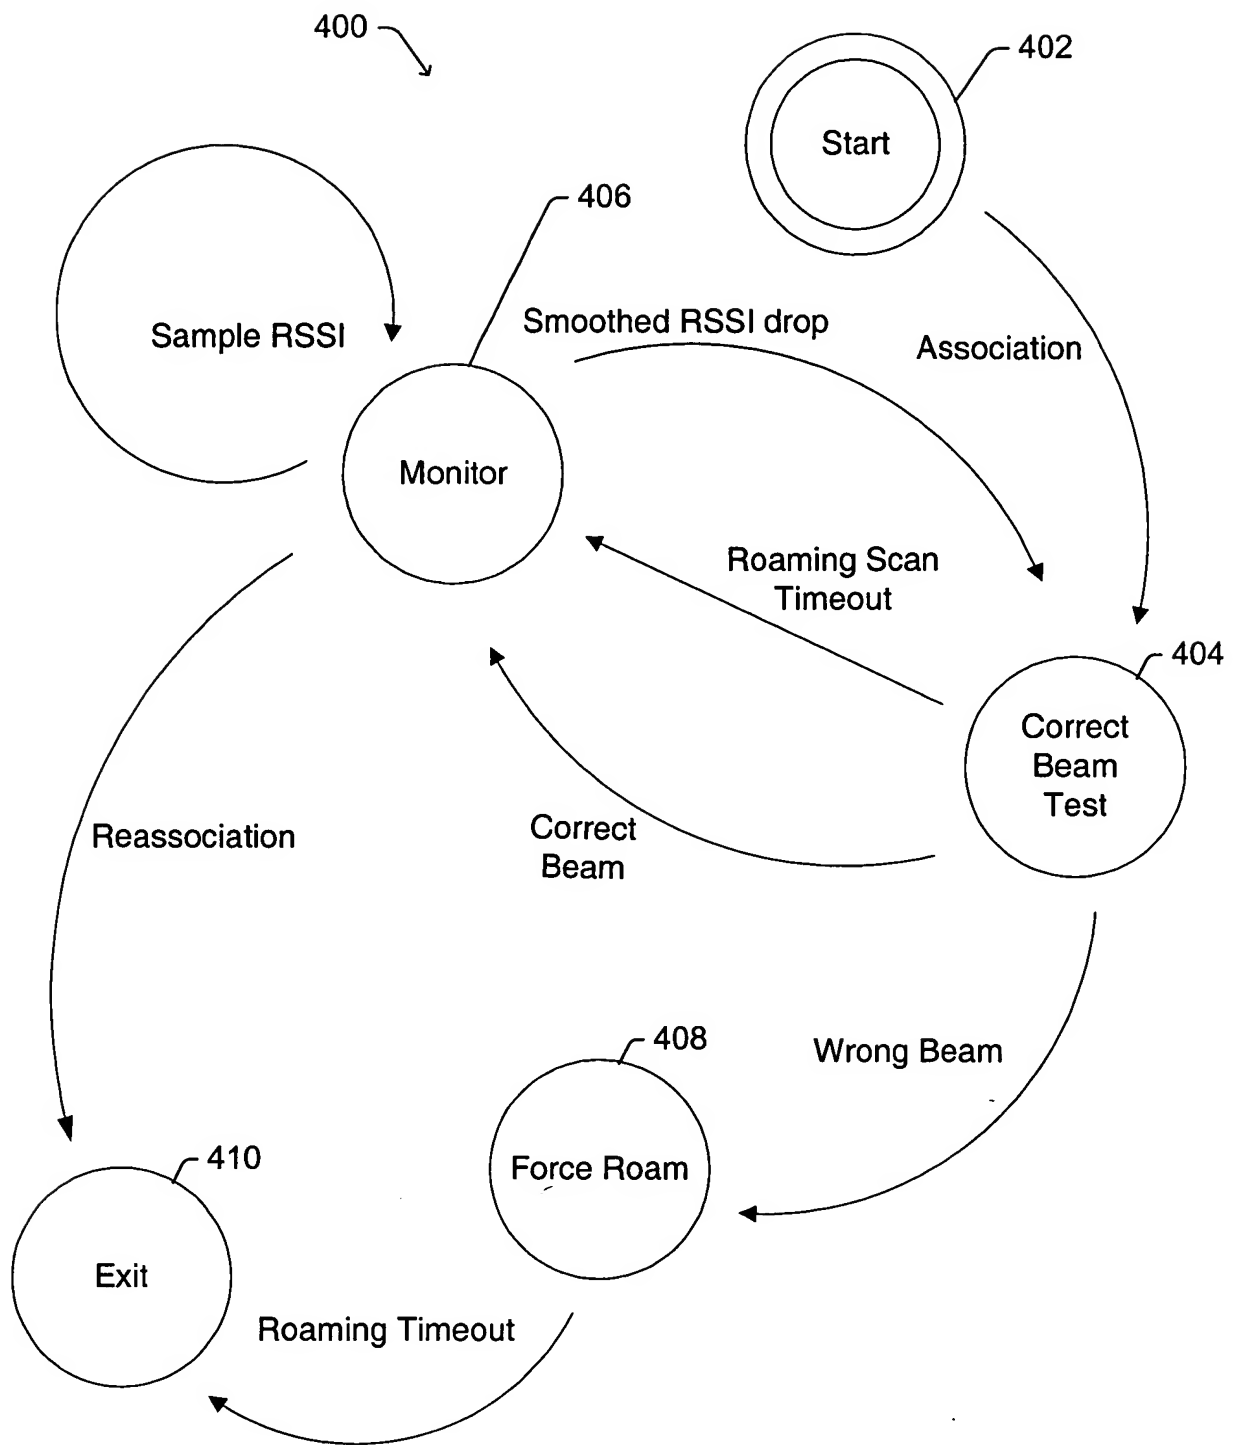 400
402
Start
406
Sample RSSI
Smoothed RSSI drop
Association
Monitor
Roaming Scan
Timeout
404
Correct
Beam
Test
Reassociation
Correct
Beam
408
Wrong Beam
410
Force Roam
Exit
Roaming Timeout